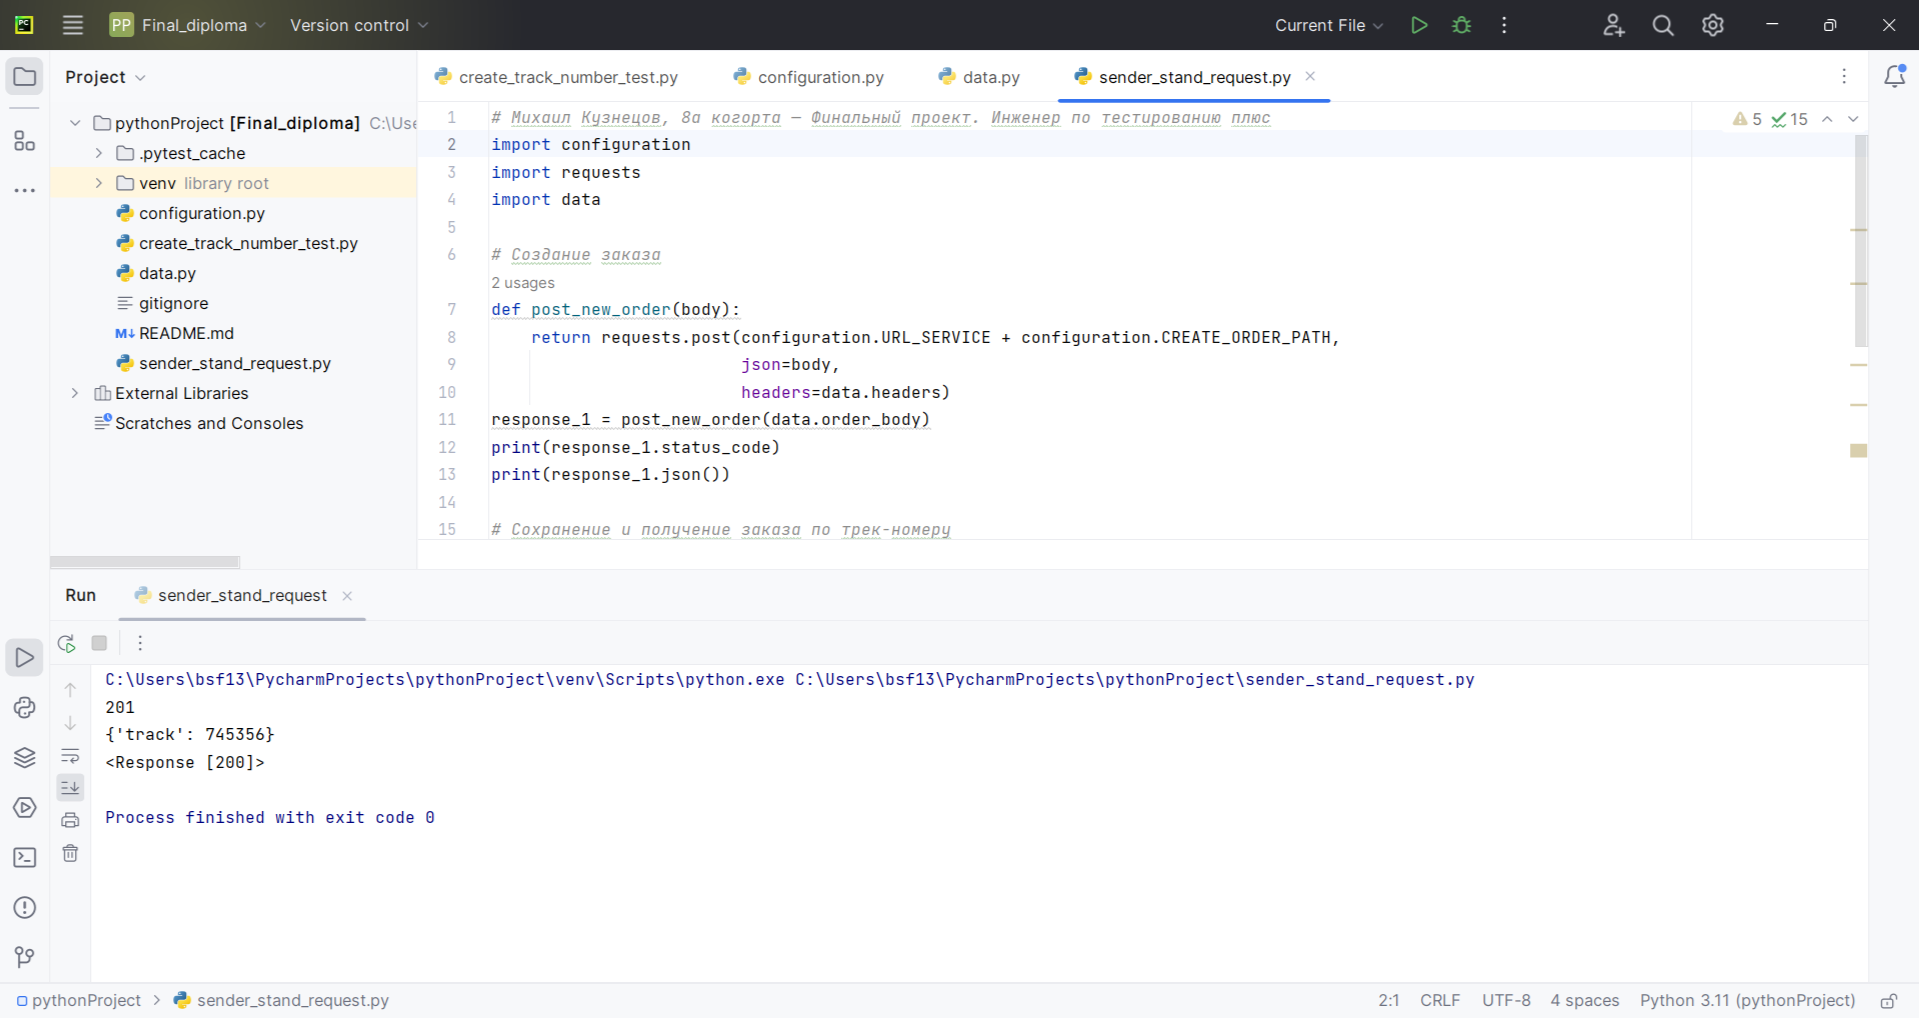 PP Final_diploma Version control Current File
Project
create_track_number_test.py configuration.py data.py sender_stand_request.py
pythonProject [Final_diploma] C:\Use
.pytest_cache
venv library root
configuration.py
create_track_number_test.py
data.py
gitignore
README.md
sender_stand_request.py
External Libraries
Scratches and Consoles
5 15
1 # Михаил Кузнецов, 8а когорта — Финальный проект. Инженер по тестированию плюс
2 import configuration
3 import requests
4 import data
5
6 # Создание заказа
2 usages
7 def post_new_order(body):
8 return requests.post(configuration.URL_SERVICE + configuration.CREATE_ORDER_PATH,
9 json=body,
10 headers=data.headers)
11 response_1 = post_new_order(data.order_body)
12 print(response_1.status_code)
13 print(response_1.json())
14
15 # Сохранение и получение заказа по трек-номеру
Run sender_stand_request
C:\Users\bsf13\PycharmProjects\pythonProject\venv\Scripts\python.exe C:\Users\bsf13\PycharmProjects\pythonProject\sender_stand_request.py
201
{'track': 745356}
<Response [200]>
Process finished with exit code 0
pythonProject sender_stand_request.py 2:1 CRLF UTF-8 4 spaces Python 3.11 (pythonProject)